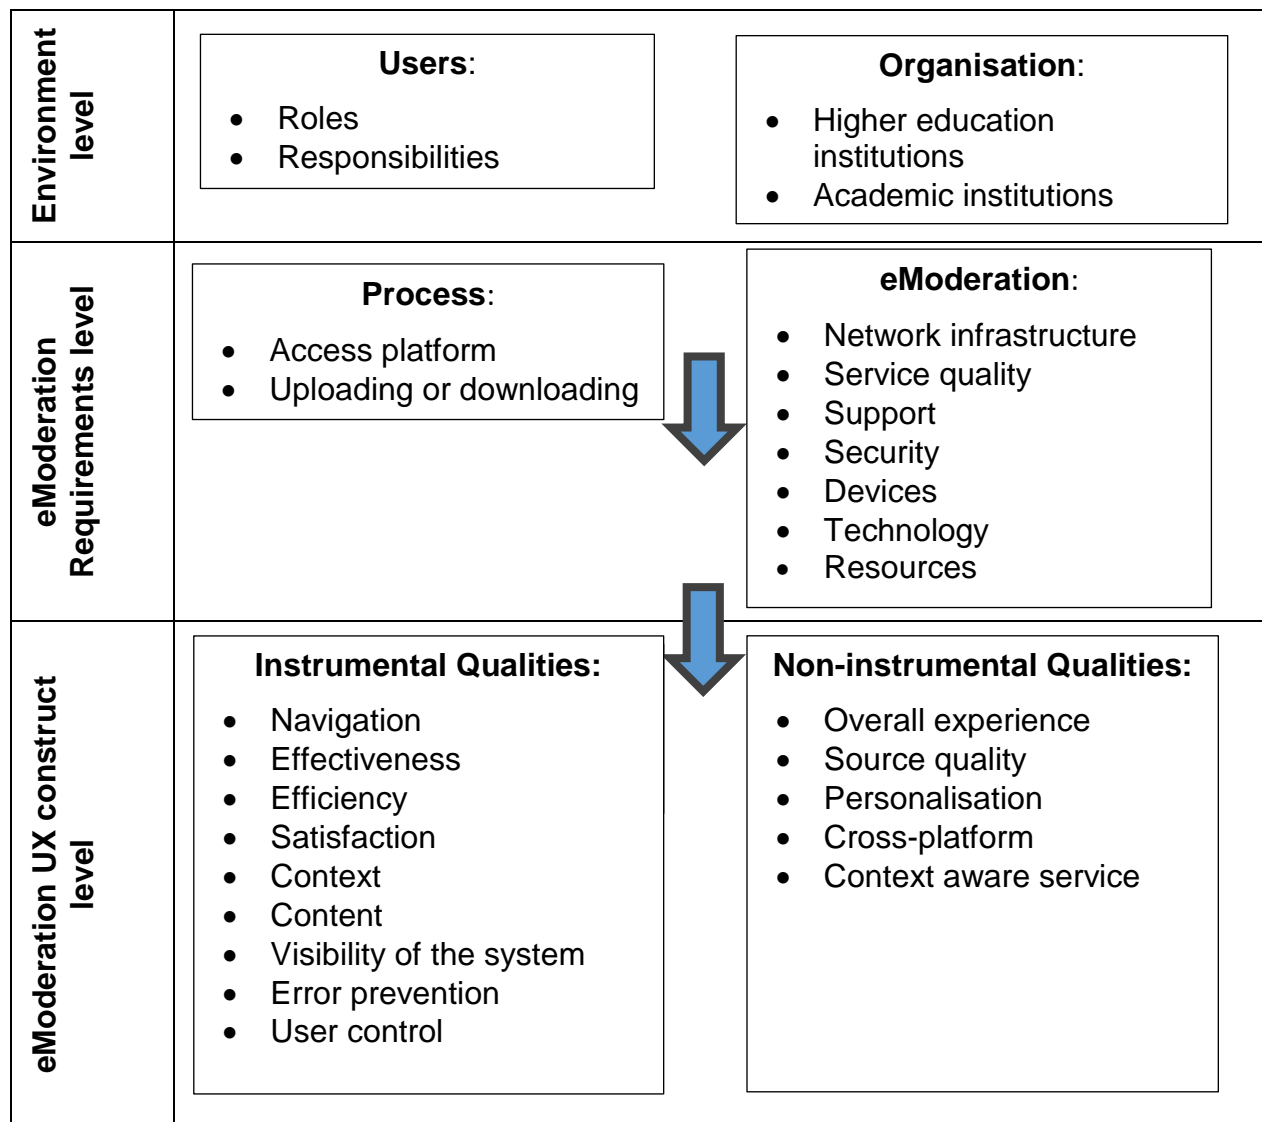 Environment
level
Users:
Roles
Responsibilities
Organisation:
Higher education
institutions
Academic institutions
eModeration
Requirements level
Process:
Access platform
Uploading or downloading
eModeration:
Network infrastructure
Service quality
Support
Security
Devices
Technology
Resources
eModeration UX construct
level
Instrumental Qualities:
Navigation
Effectiveness
Efficiency
Satisfaction
Context
Content
Visibility of the system
Error prevention
User control
Non-instrumental Qualities:
Overall experience
Source quality
Personalisation
Cross-platform
Context aware service